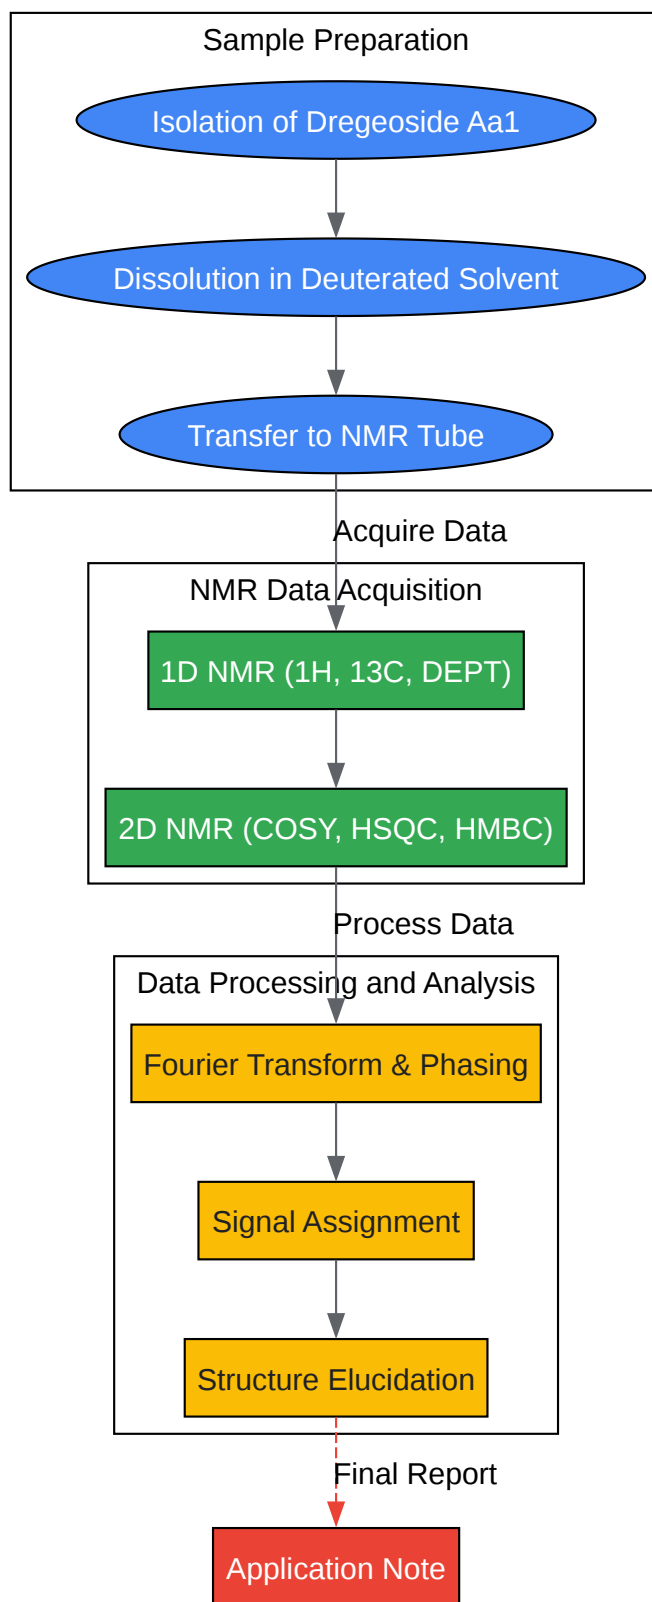 Sample Preparation
Isolation of Dregeoside Aa1
Dissolution in Deuterated Solvent
Transfer to NMR Tube
Acquire Data
NMR Data Acquisition
1D NMR (1H, 13C, DEPT)
2D NMR (COSY, HSQC, HMBC)
Process Data
Data Processing and Analysis
Fourier Transform & Phasing
Signal Assignment
Structure Elucidation
Final Report
Application Note